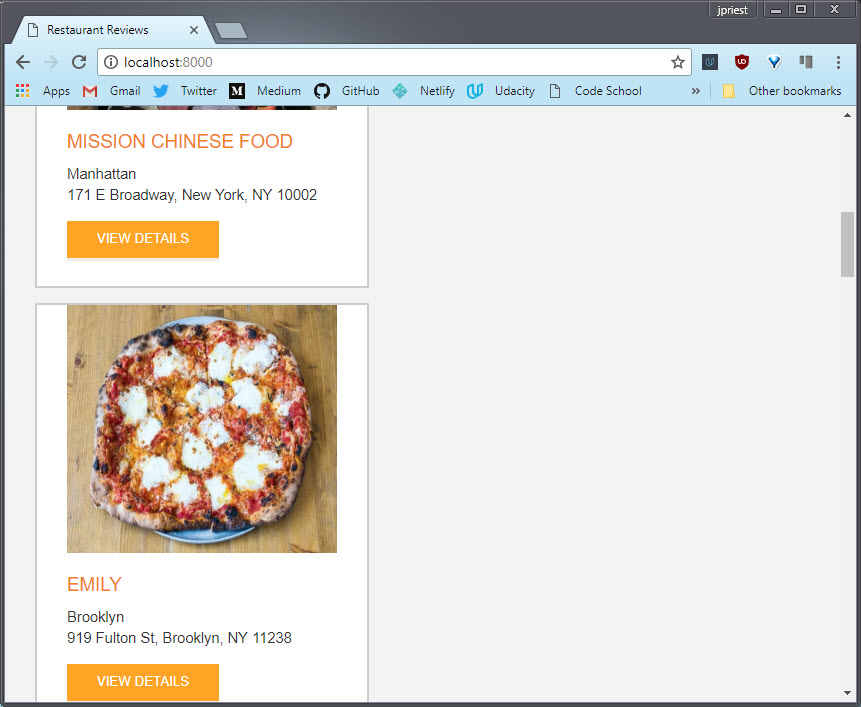 jpriest
Restaurant Reviews
localhost:8000
Apps Gmail Twitter Medium GitHub Netlify Udacity Code School » Other bookmarks
MISSION CHINESE FOOD
Manhattan
171 E Broadway, New York, NY 10002
VIEW DETAILS
EMILY
Brooklyn
919 Fulton St, Brooklyn, NY 11238
VIEW DETAILS